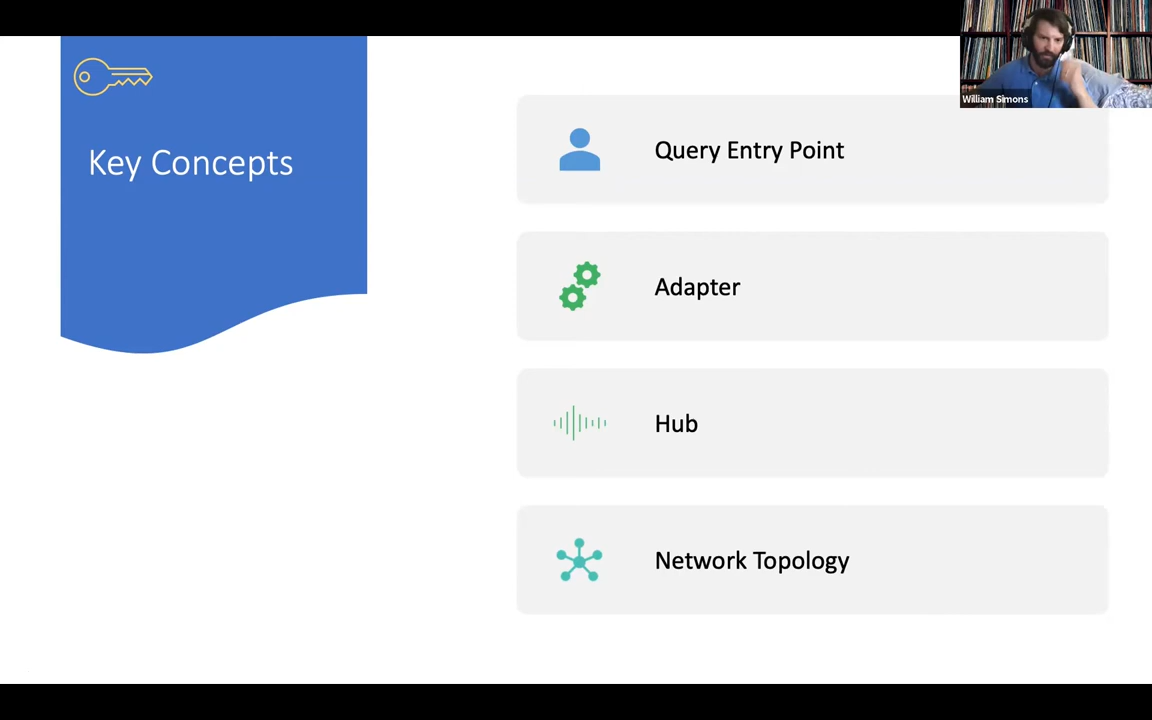 Key Concepts
Query Entry Point
Adapter
Hub
Network Topology
William Simons